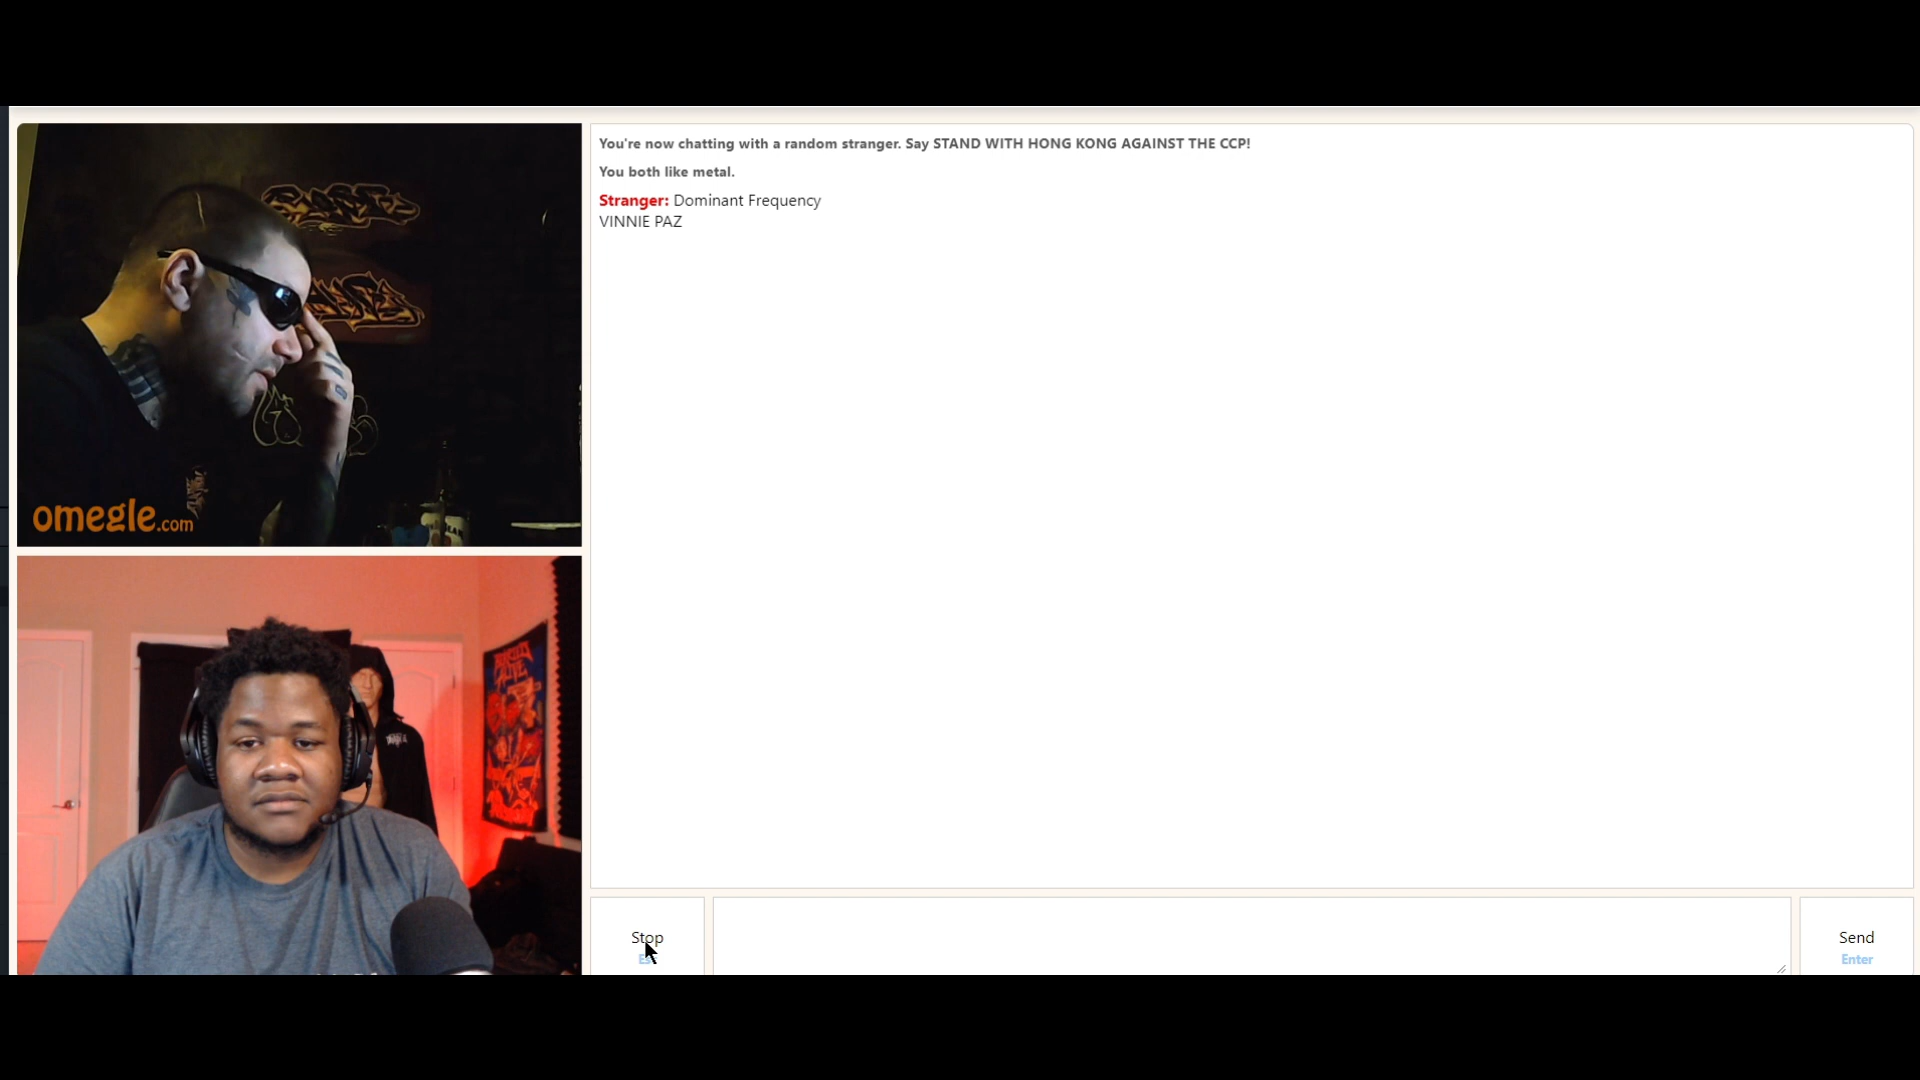 You're now chatting with a random stranger. Say STAND WITH HONG KONG AGAINST THE CCP!
You both like metal.
Stranger: Dominant Frequency
VINNIE PAZ
omegle.com
Stop
Send
Enter